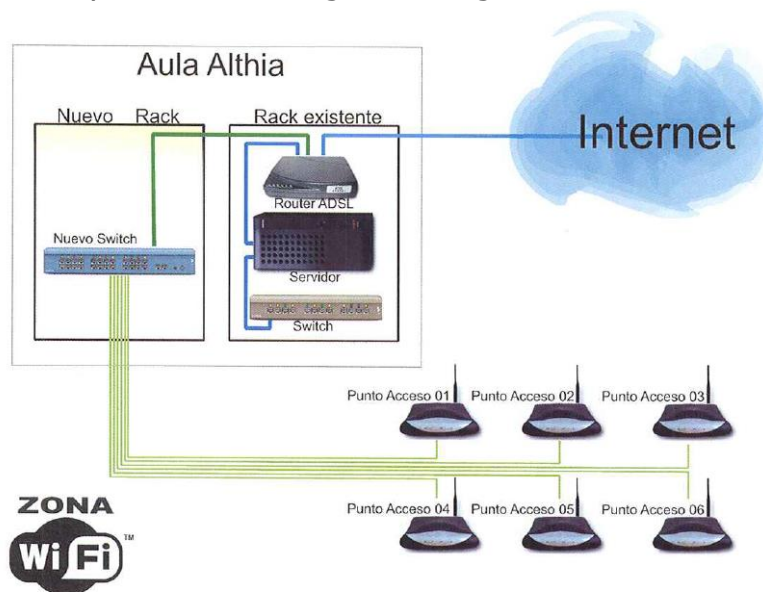 Aula Althia
Nuevo Rack
Rack existente
Internet
Router ADSL
Nuevo Switch
Servidor
Switch
Punto Acceso 01
Punto Acceso 02
Punto Acceso 03
Punto Acceso 04
Punto Acceso 05
Punto Acceso 06
ZONA
Wi Fi™